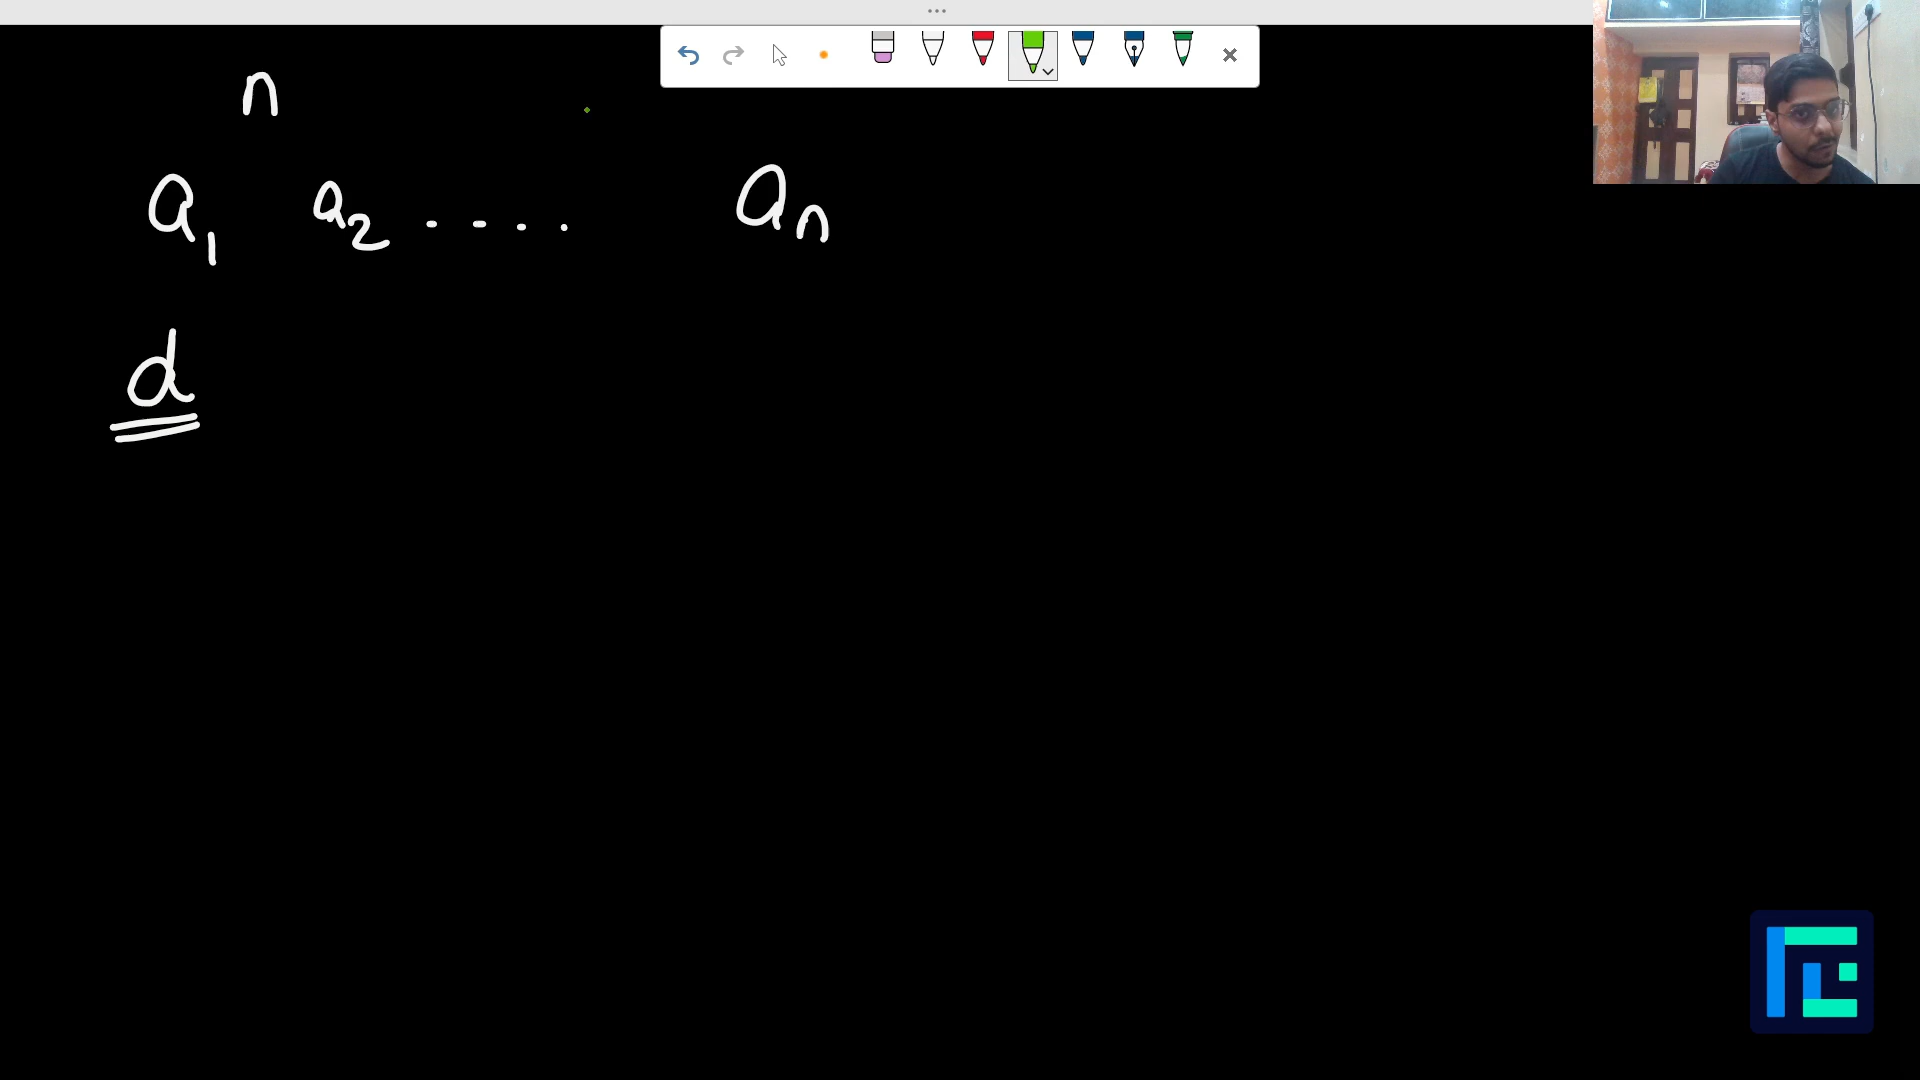 n
a₁ a₂ .... aₙ
d